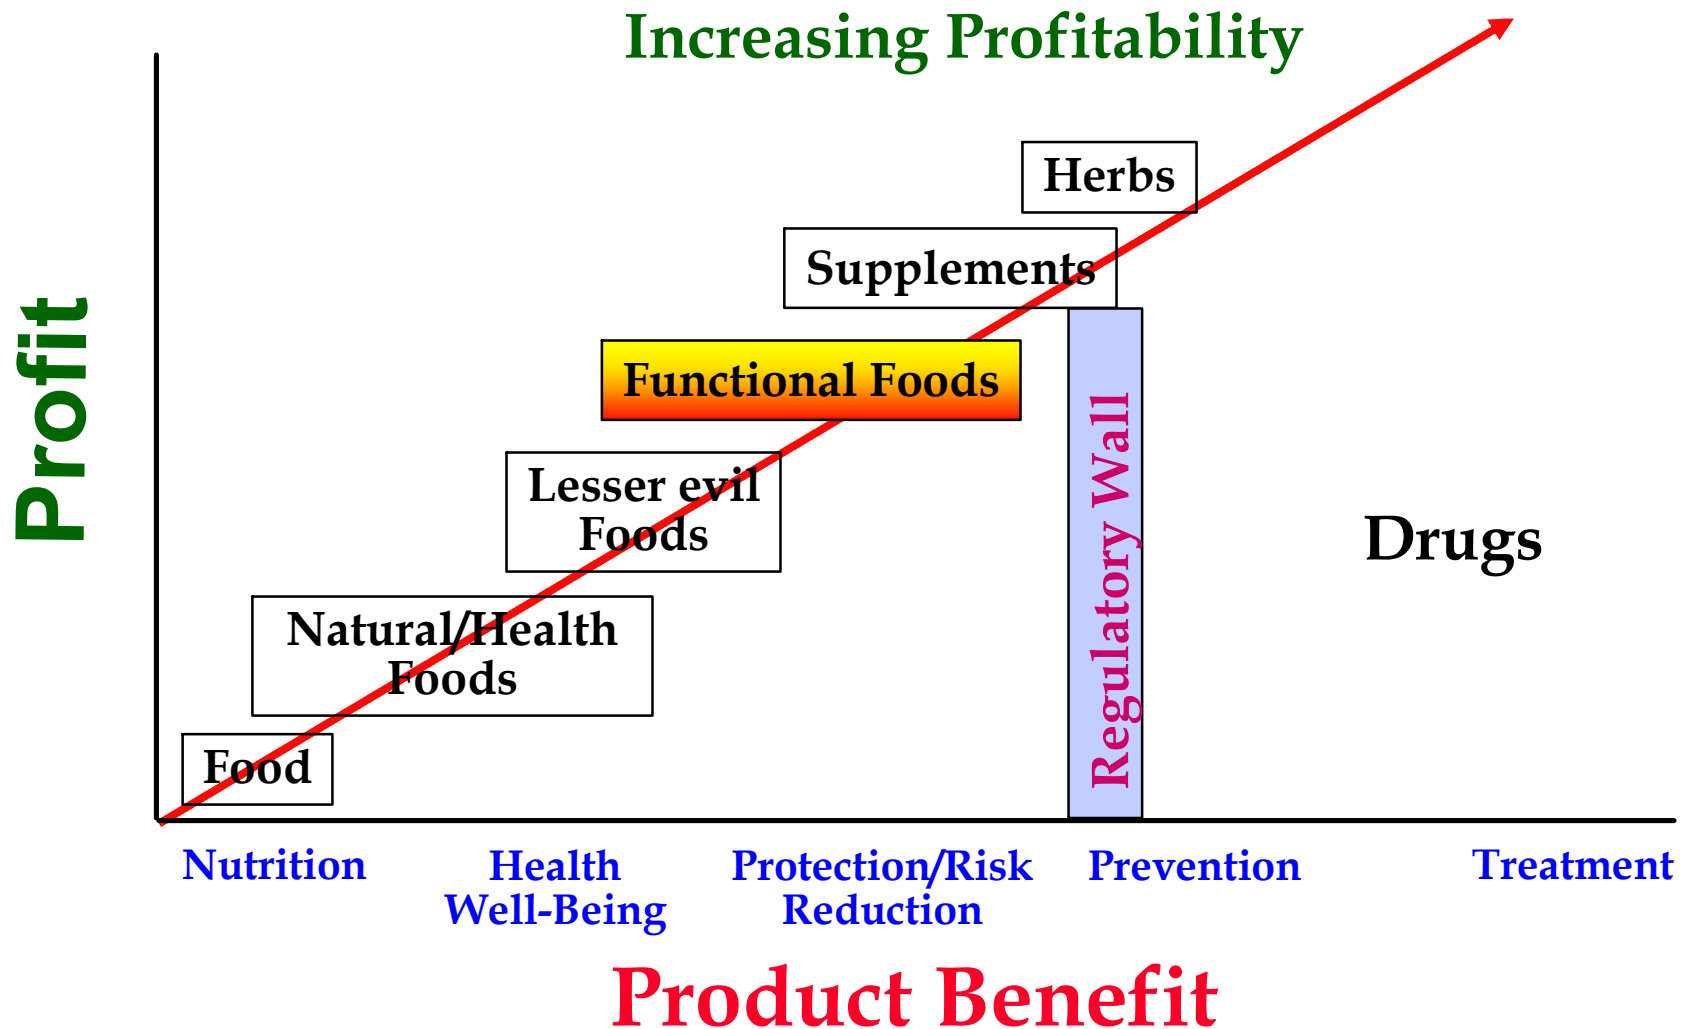 Increasing Profitability
Profit
Herbs
Supplements
Functional Foods
Lesser evil
Foods
Natural/Health
Foods
Food
Regulatory Wall
Drugs
Nutrition
Health
Well-Being
Protection/Risk
Reduction
Prevention
Treatment
Product Benefit